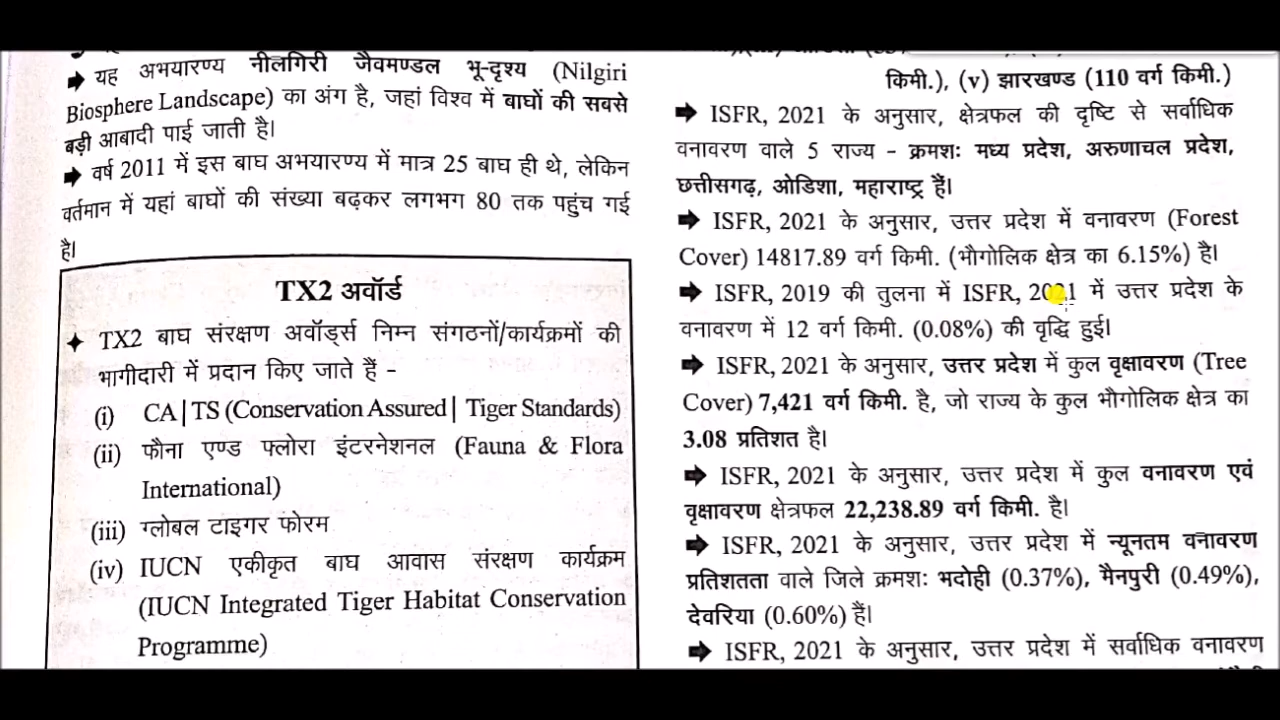 ➡ यह अभयारण्य नीलगिरी जैवमण्डल भू-दृश्य (Nilgiri
Biosphere Landscape) का अंग है, जहां विश्व में बाघों की सबसे
बड़ी आबादी पाई जाती है।
➡ वर्ष 2011 में इस बाघ अभयारण्य में मात्र 25 बाघ ही थे, लेकिन
वर्तमान में यहां बाघों की संख्या बढ़कर लगभग 80 तक पहुंच गई
है।
TX2 अवॉर्ड
✦ TX2 बाघ संरक्षण अवॉर्ड्स निम्न संगठनों/कार्यक्रमों की
भागीदारी में प्रदान किए जाते हैं -
(i) CA|TS (Conservation Assured| Tiger Standards)
(ii) फौना एण्ड फ्लोरा इंटरनेशनल (Fauna & Flora
International)
(iii) ग्लोबल टाइगर फोरम
(iv) IUCN एकीकृत बाघ आवास संरक्षण कार्यक्रम
(IUCN Integrated Tiger Habitat Conservation
Programme)
किमी.), (v) झारखण्ड (110 वर्ग किमी.)
➡ ISFR, 2021 के अनुसार, क्षेत्रफल की दृष्टि से सर्वाधिक
वनावरण वाले 5 राज्य - क्रमशः मध्य प्रदेश, अरुणाचल प्रदेश,
छत्तीसगढ़, ओडिशा, महाराष्ट्र हैं।
➡ ISFR, 2021 के अनुसार, उत्तर प्रदेश में वनावरण (Forest
Cover) 14817.89 वर्ग किमी. (भौगोलिक क्षेत्र का 6.15%) है।
➡ ISFR, 2019 की तुलना में ISFR, 2021 में उत्तर प्रदेश के
वनावरण में 12 वर्ग किमी. (0.08%) की वृद्धि हुई।
➡ ISFR, 2021 के अनुसार, उत्तर प्रदेश में कुल वृक्षावरण (Tree
Cover) 7,421 वर्ग किमी. है, जो राज्य के कुल भौगोलिक क्षेत्र का
3.08 प्रतिशत है।
➡ ISFR, 2021 के अनुसार, उत्तर प्रदेश में कुल वनावरण एवं
वृक्षावरण क्षेत्रफल 22,238.89 वर्ग किमी. है।
➡ ISFR, 2021 के अनुसार, उत्तर प्रदेश में न्यूनतम वनावरण
प्रतिशतता वाले जिले क्रमशः भदोही (0.37%), मैनपुरी (0.49%),
देवरिया (0.60%) हैं।
➡ ISFR, 2021 के अनुसार, उत्तर प्रदेश में सर्वाधिक वनावरण